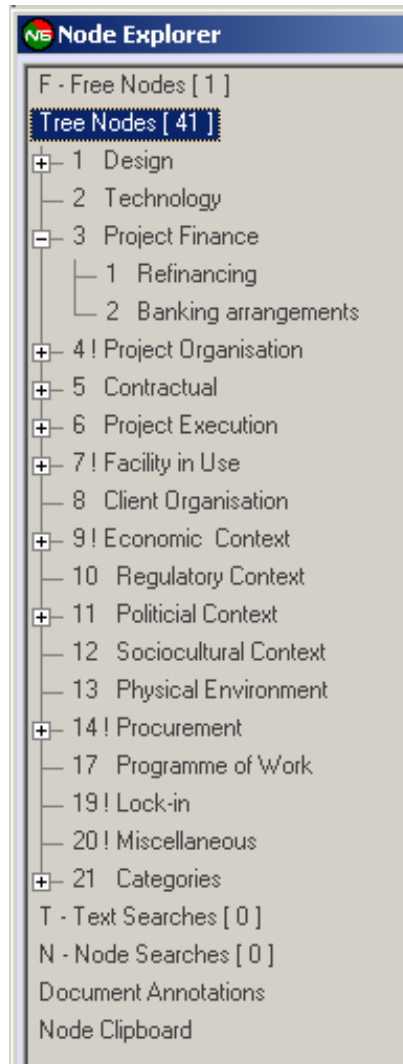 N6 Node Explorer
F - Free Nodes [ 1 ]
Tree Nodes [ 41 ]
1 Design
2 Technology
3 Project Finance
1 Refinancing
2 Banking arrangements
4 ! Project Organisation
5 Contractual
6 Project Execution
7 ! Facility in Use
8 Client Organisation
9 ! Economic Context
10 Regulatory Context
11 Politicial Context
12 Sociocultural Context
13 Physical Environment
14 ! Procurement
17 Programme of Work
19 ! Lock-in
20 ! Miscellaneous
21 Categories
T - Text Searches [ 0 ]
N - Node Searches [ 0 ]
Document Annotations
Node Clipboard